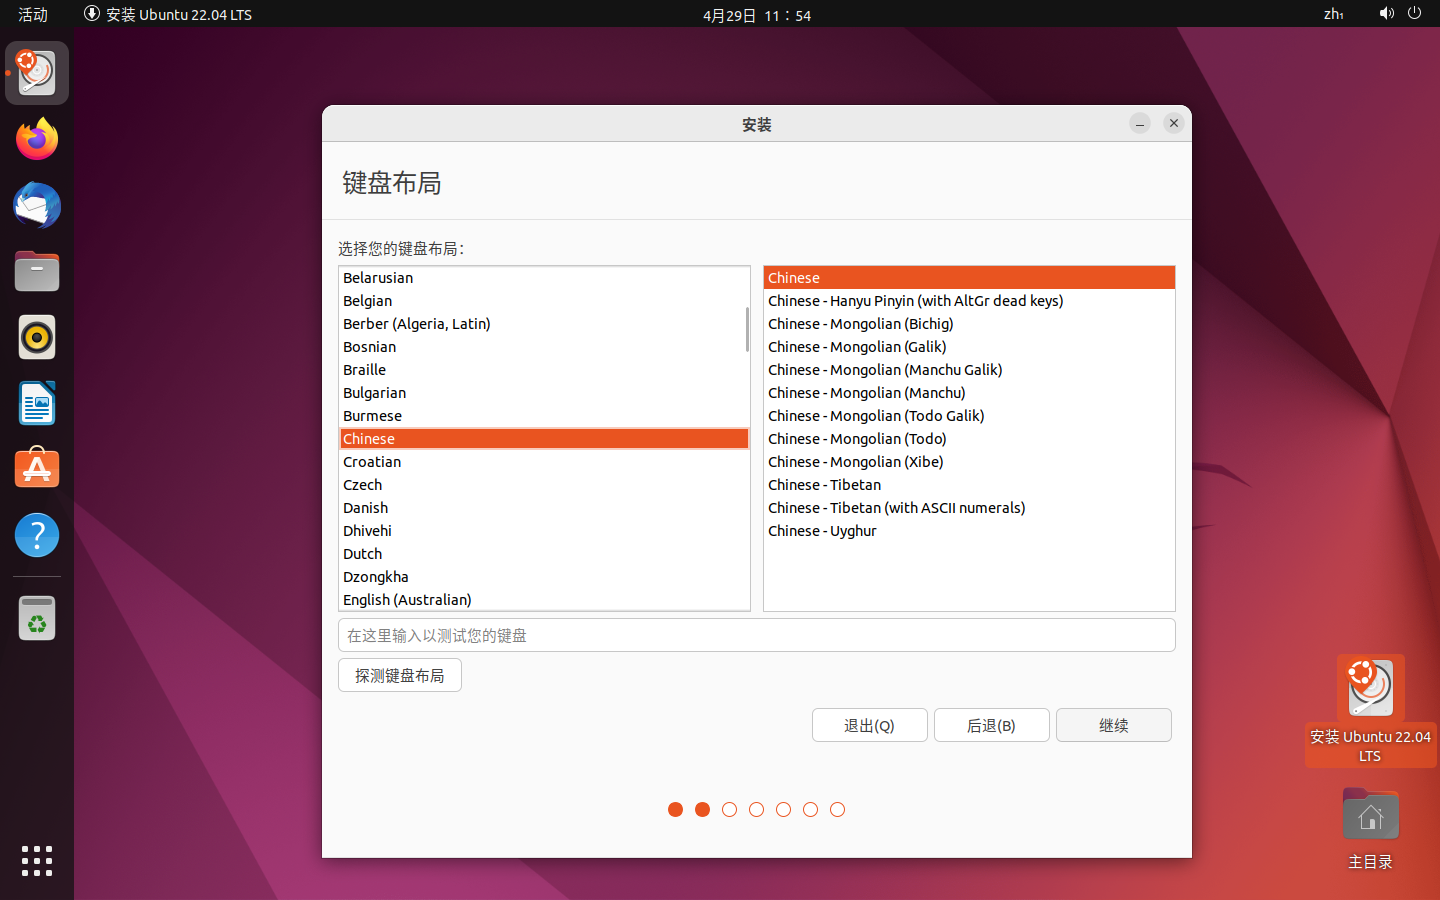 活动
安装 Ubuntu 22.04 LTS
4月29日 11：54
zh₁
安装
键盘布局
选择您的键盘布局：
Belarusian
Belgian
Berber (Algeria, Latin)
Bosnian
Braille
Bulgarian
Burmese
Chinese
Croatian
Czech
Danish
Dhivehi
Dutch
Dzongkha
English (Australian)
Chinese
Chinese - Hanyu Pinyin (with AltGr dead keys)
Chinese - Mongolian (Bichig)
Chinese - Mongolian (Galik)
Chinese - Mongolian (Manchu Galik)
Chinese - Mongolian (Manchu)
Chinese - Mongolian (Todo Galik)
Chinese - Mongolian (Todo)
Chinese - Mongolian (Xibe)
Chinese - Tibetan
Chinese - Tibetan (with ASCII numerals)
Chinese - Uyghur
在这里输入以测试您的键盘
探测键盘布局
退出(Q)
后退(B)
继续
安装 Ubuntu 22.04
LTS
主目录